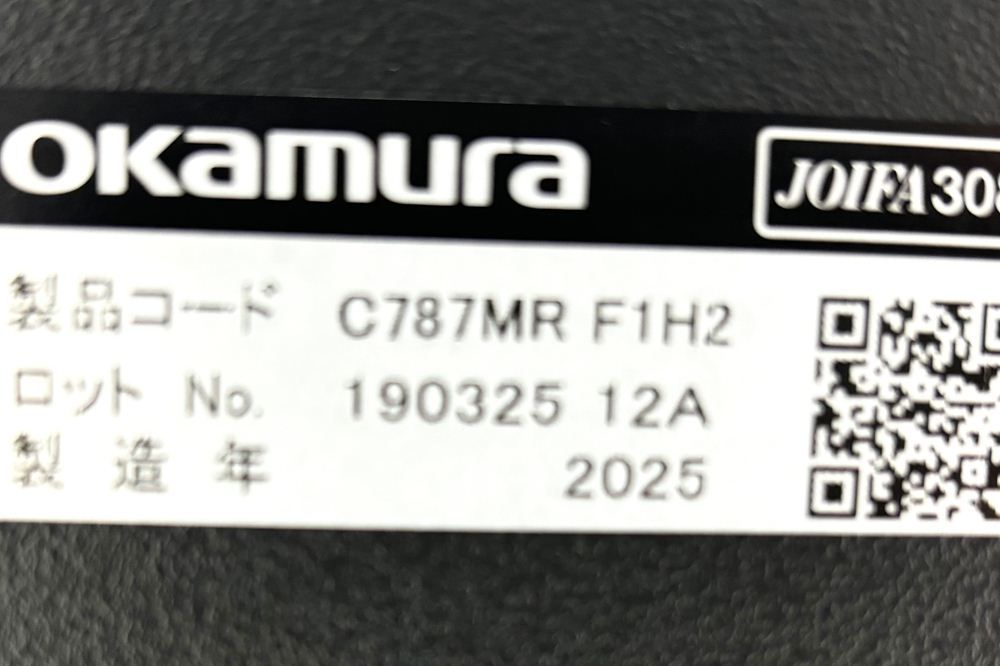 okamura
JOIFA308
製品コード C787MR F1H2
ロット No. 190325 12A
製造年 2025